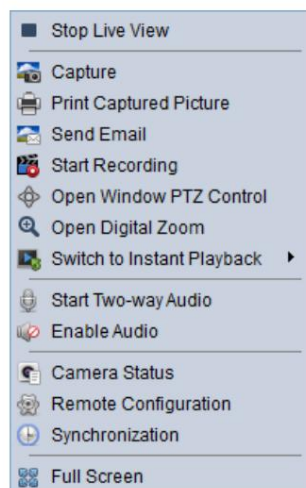 Stop Live View
Capture
Print Captured Picture
Send Email
Start Recording
Open Window PTZ Control
Open Digital Zoom
Switch to Instant Playback
Start Two-way Audio
Enable Audio
Camera Status
Remote Configuration
Synchronization
Full Screen